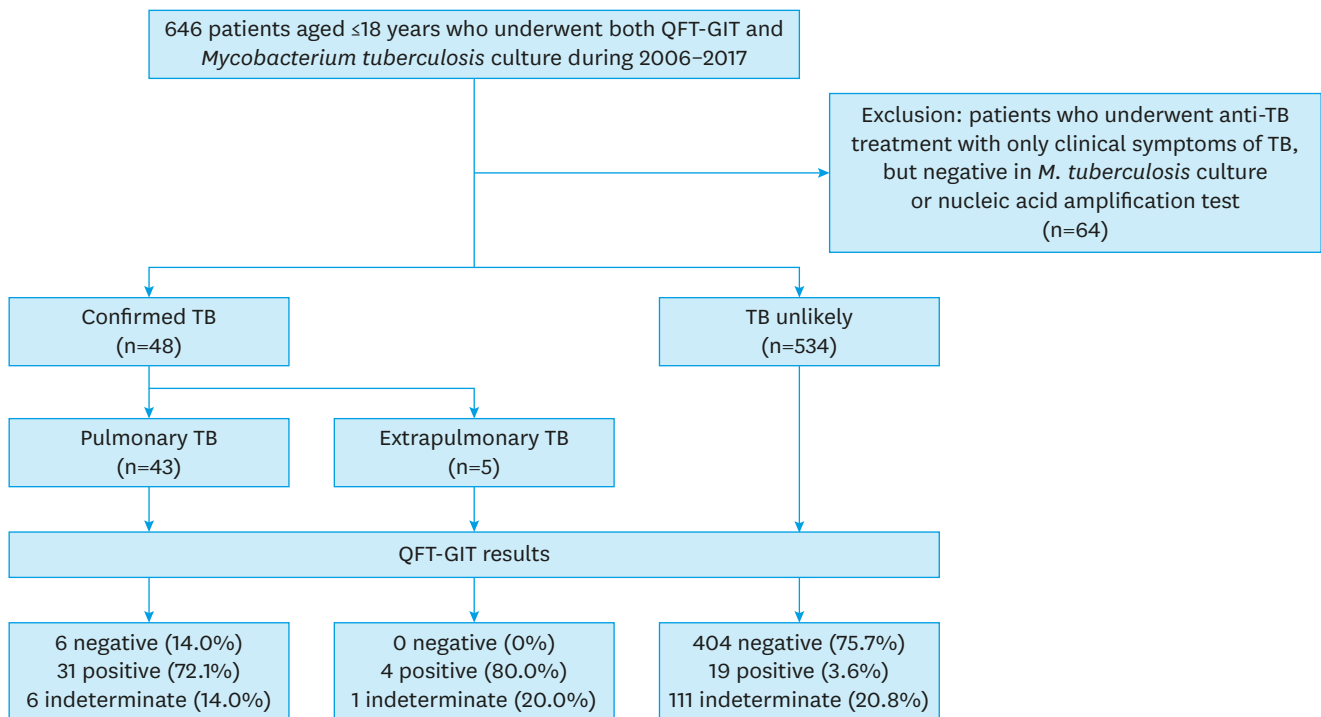 646 patients aged ≤18 years who underwent both QFT-GIT and
Mycobacterium tuberculosis culture during 2006–2017
Exclusion: patients who underwent anti-TB
treatment with only clinical symptoms of TB,
but negative in M. tuberculosis culture
or nucleic acid amplification test
(n=64)
Confirmed TB
(n=48)
TB unlikely
(n=534)
Pulmonary TB
(n=43)
Extrapulmonary TB
(n=5)
QFT-GIT results
6 negative (14.0%)
31 positive (72.1%)
6 indeterminate (14.0%)
0 negative (0%)
4 positive (80.0%)
1 indeterminate (20.0%)
404 negative (75.7%)
19 positive (3.6%)
111 indeterminate (20.8%)